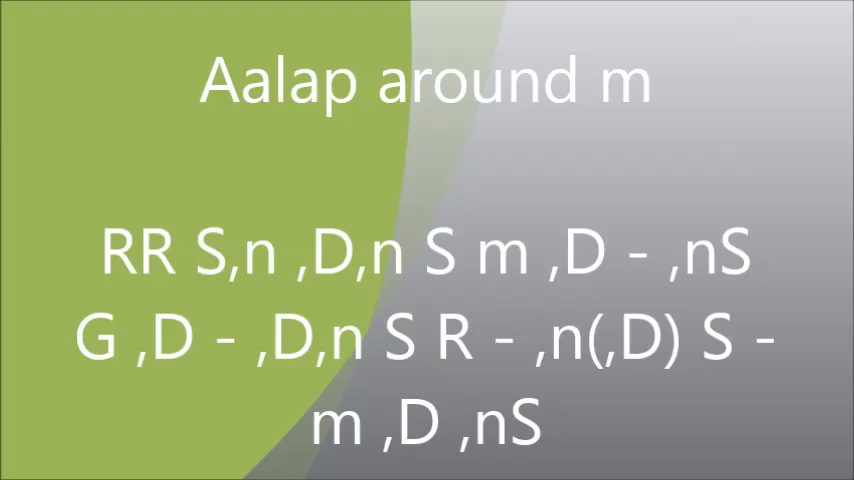 Aalap around m
RR S,n ,D,n S m ,D - ,nS
G ,D - ,D,n S R - ,n(,D) S -
m ,D ,nS